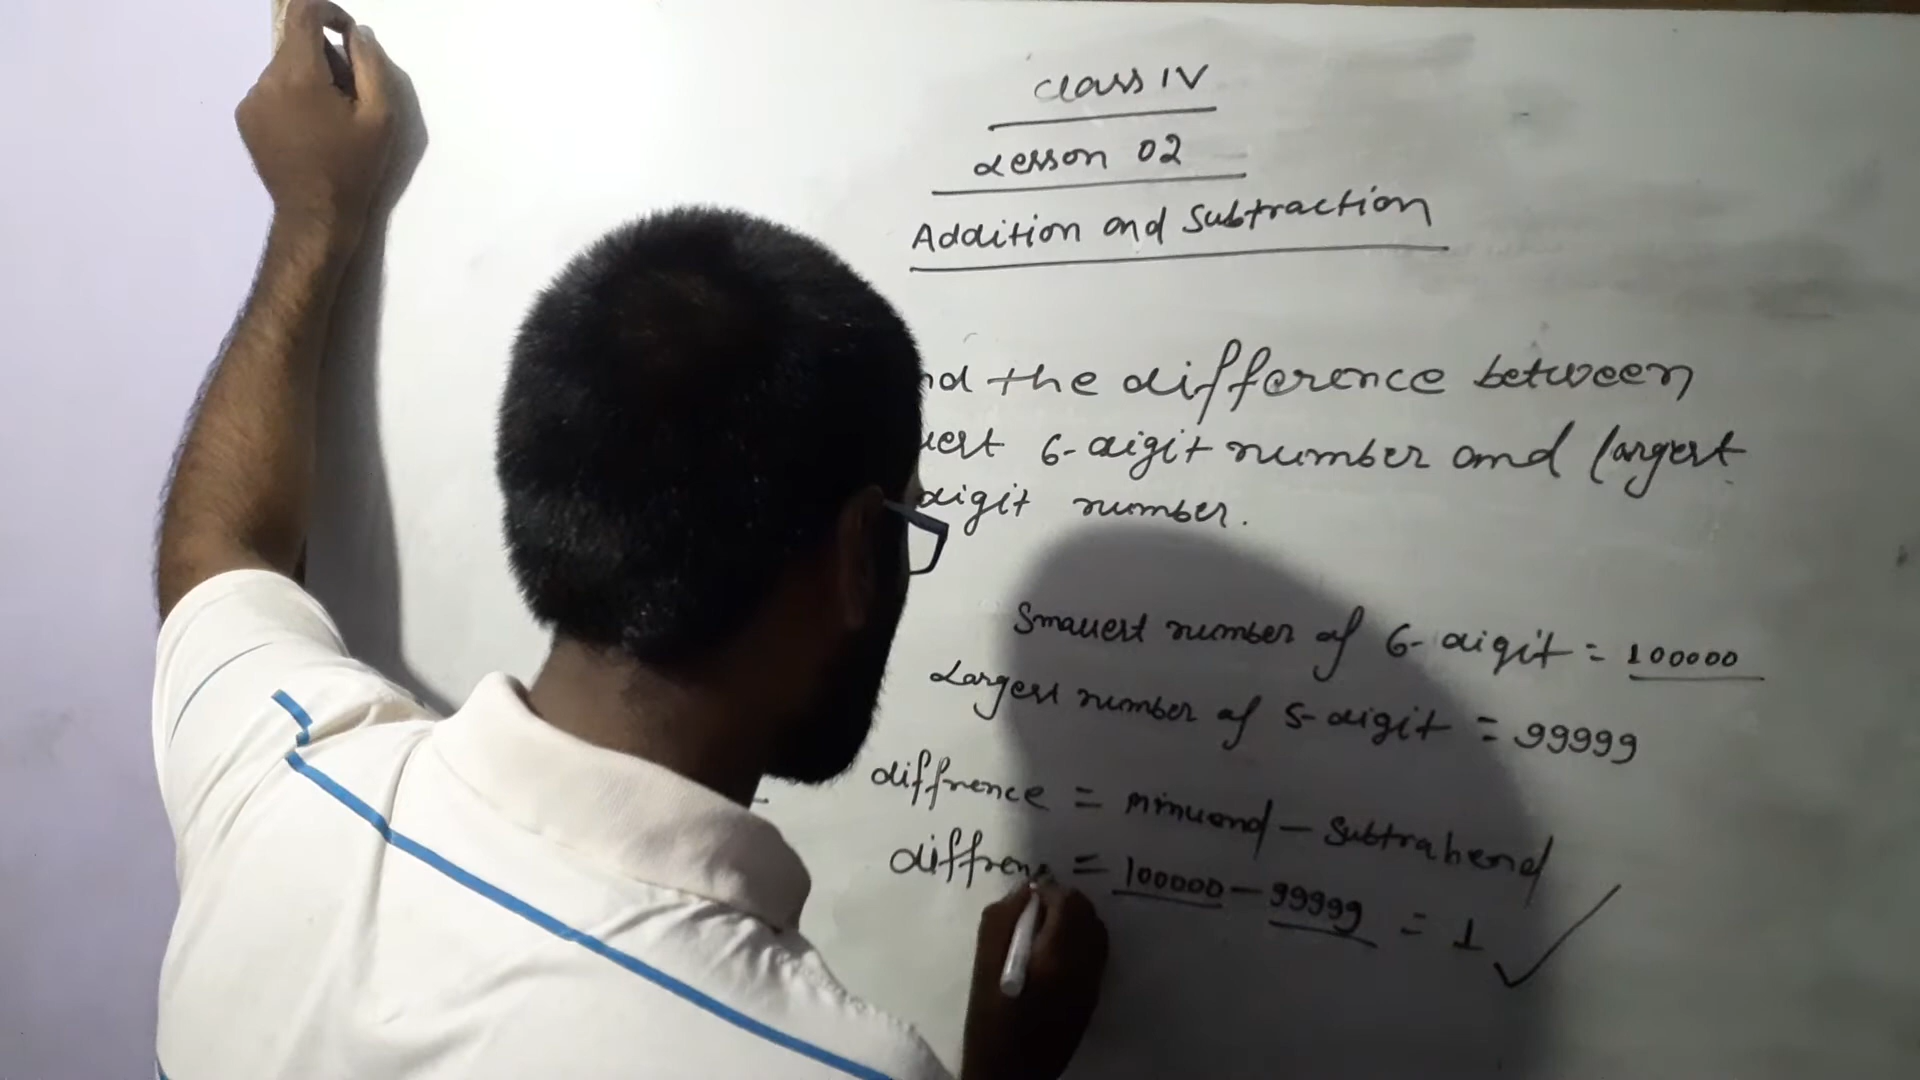 Class IV
Lesson 02
Addition and Subtraction
the difference between
6-digit number and largest
digit number.
Smallest number of 6-digit = 100000
Largest number of 5-digit = 99999
diffrence = minuend - Subtrahend
diffrenc = 100000 - 99999 = 1 ✓